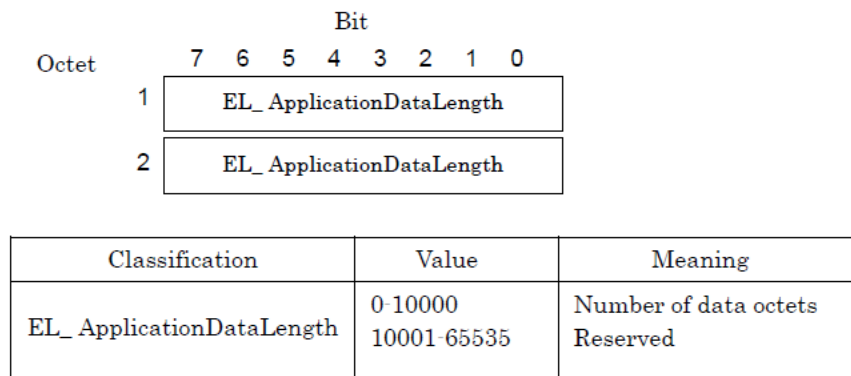 Bit
Octet 7 6 5 4 3 2 1 0
1 EL_ ApplicationDataLength
2 EL_ ApplicationDataLength
Classification Value Meaning
EL_ ApplicationDataLength 0-10000 Number of data octets
10001-65535 Reserved